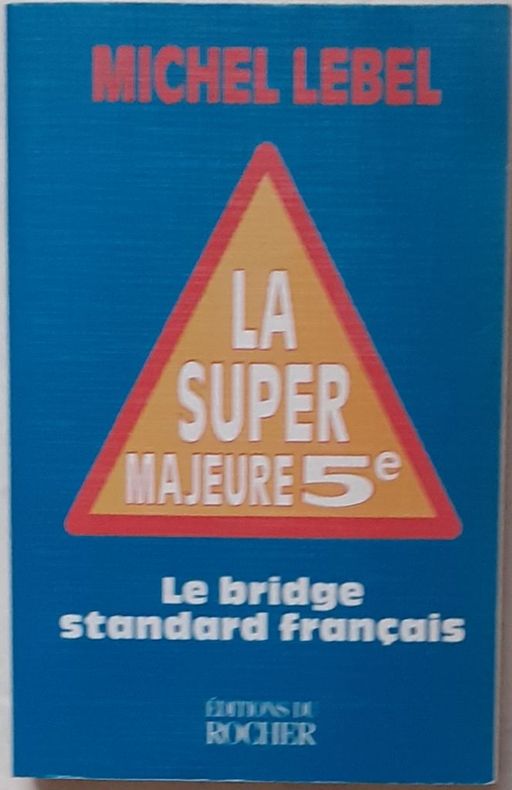 MICHEL LEBEL
LA
SUPER
MAJEURE 5e
Le bridge
standard français
ÉDITIONS DU
ROCHER